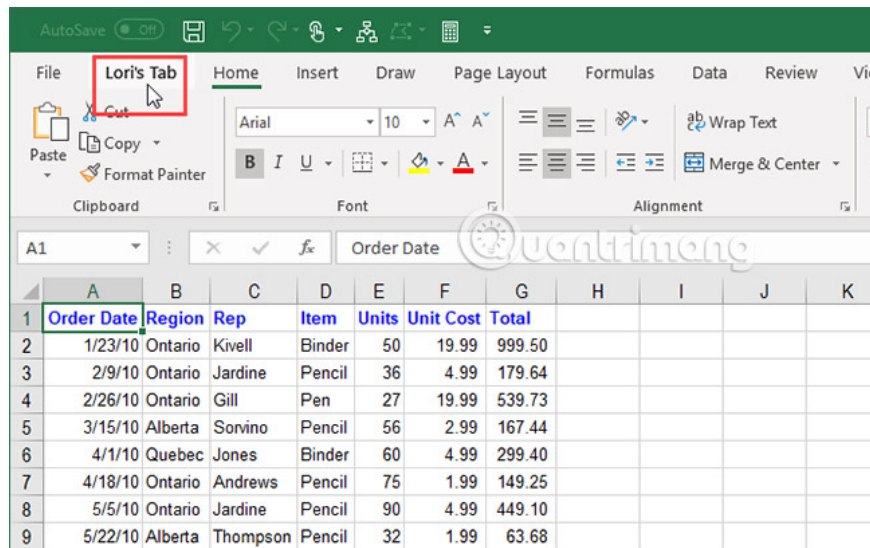 AutoSave Off
File Lori's Tab Home Insert Draw Page Layout Formulas Data Review Vi
Cut
Arial 10 A^ Aˇ ab Wrap Text
Paste Copy
B I U A Merge & Center
Format Painter
Clipboard Font Alignment
A1 fx Order Date
Quantrimang
A B C D E F G H I J K
1 Order Date Region Rep Item Units Unit Cost Total
2 1/23/10 Ontario Kivell Binder 50 19.99 999.50
3 2/9/10 Ontario Jardine Pencil 36 4.99 179.64
4 2/26/10 Ontario Gill Pen 27 19.99 539.73
5 3/15/10 Alberta Sorvino Pencil 56 2.99 167.44
6 4/1/10 Quebec Jones Binder 60 4.99 299.40
7 4/18/10 Ontario Andrews Pencil 75 1.99 149.25
8 5/5/10 Ontario Jardine Pencil 90 4.99 449.10
9 5/22/10 Alberta Thompson Pencil 32 1.99 63.68